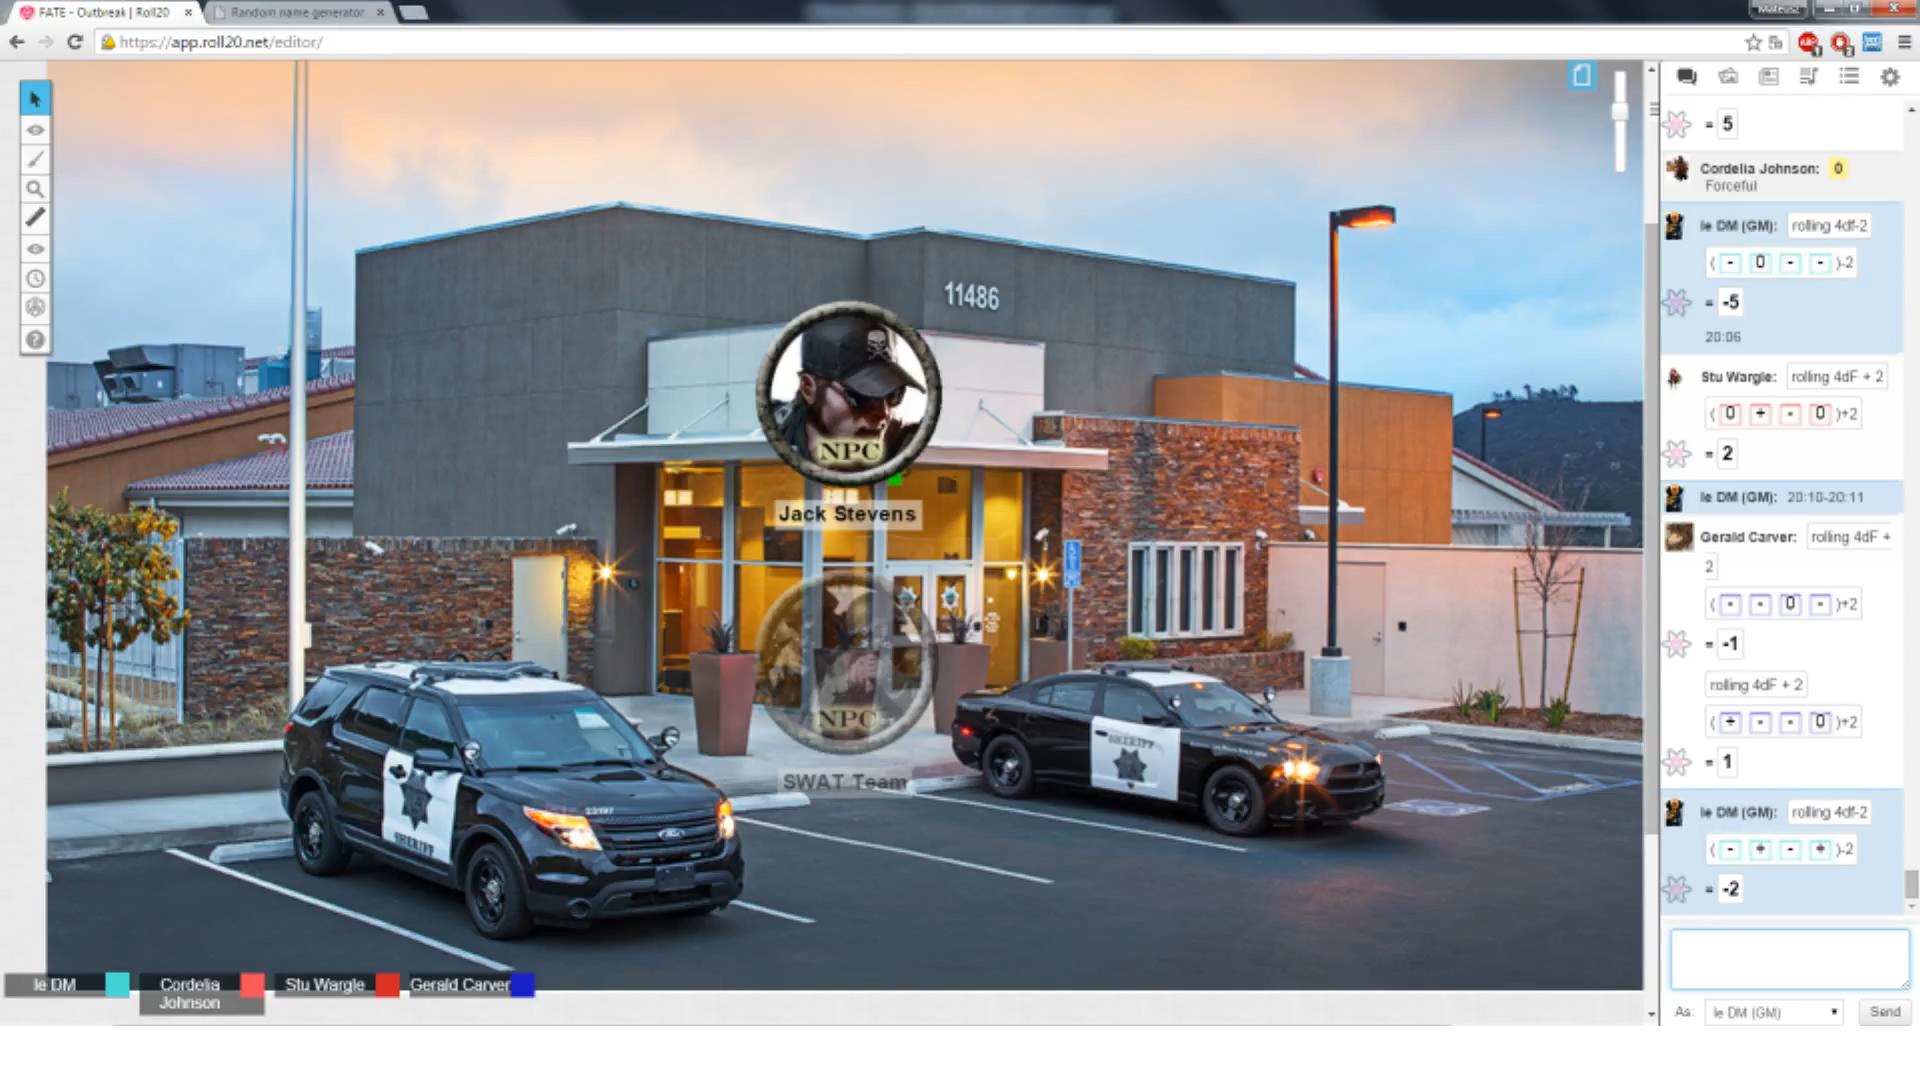 FATE - Outbreak | Roll20
Random name generator
Mateusz
https://app.roll20.net/editor/
11486
NPC
Jack Stevens
NPC
SWAT Team
SHERIFF
SHERIFF
le DM
Cordelia
Johnson
Stu Wargle
Gerald Carver
= 5
Cordelia Johnson: 0
Forceful
le DM (GM): rolling 4df-2
( - 0 - - )-2
= -5
20:06
Stu Wargle: rolling 4dF + 2
( 0 + - 0 )+2
= 2
le DM (GM): 20:10-20:11
Gerald Carver: rolling 4dF +
2
( - - 0 - )+2
= -1
rolling 4dF + 2
( + - - 0 )+2
= 1
le DM (GM): rolling 4df-2
( - + - + )-2
= -2
As: le DM (GM) Send